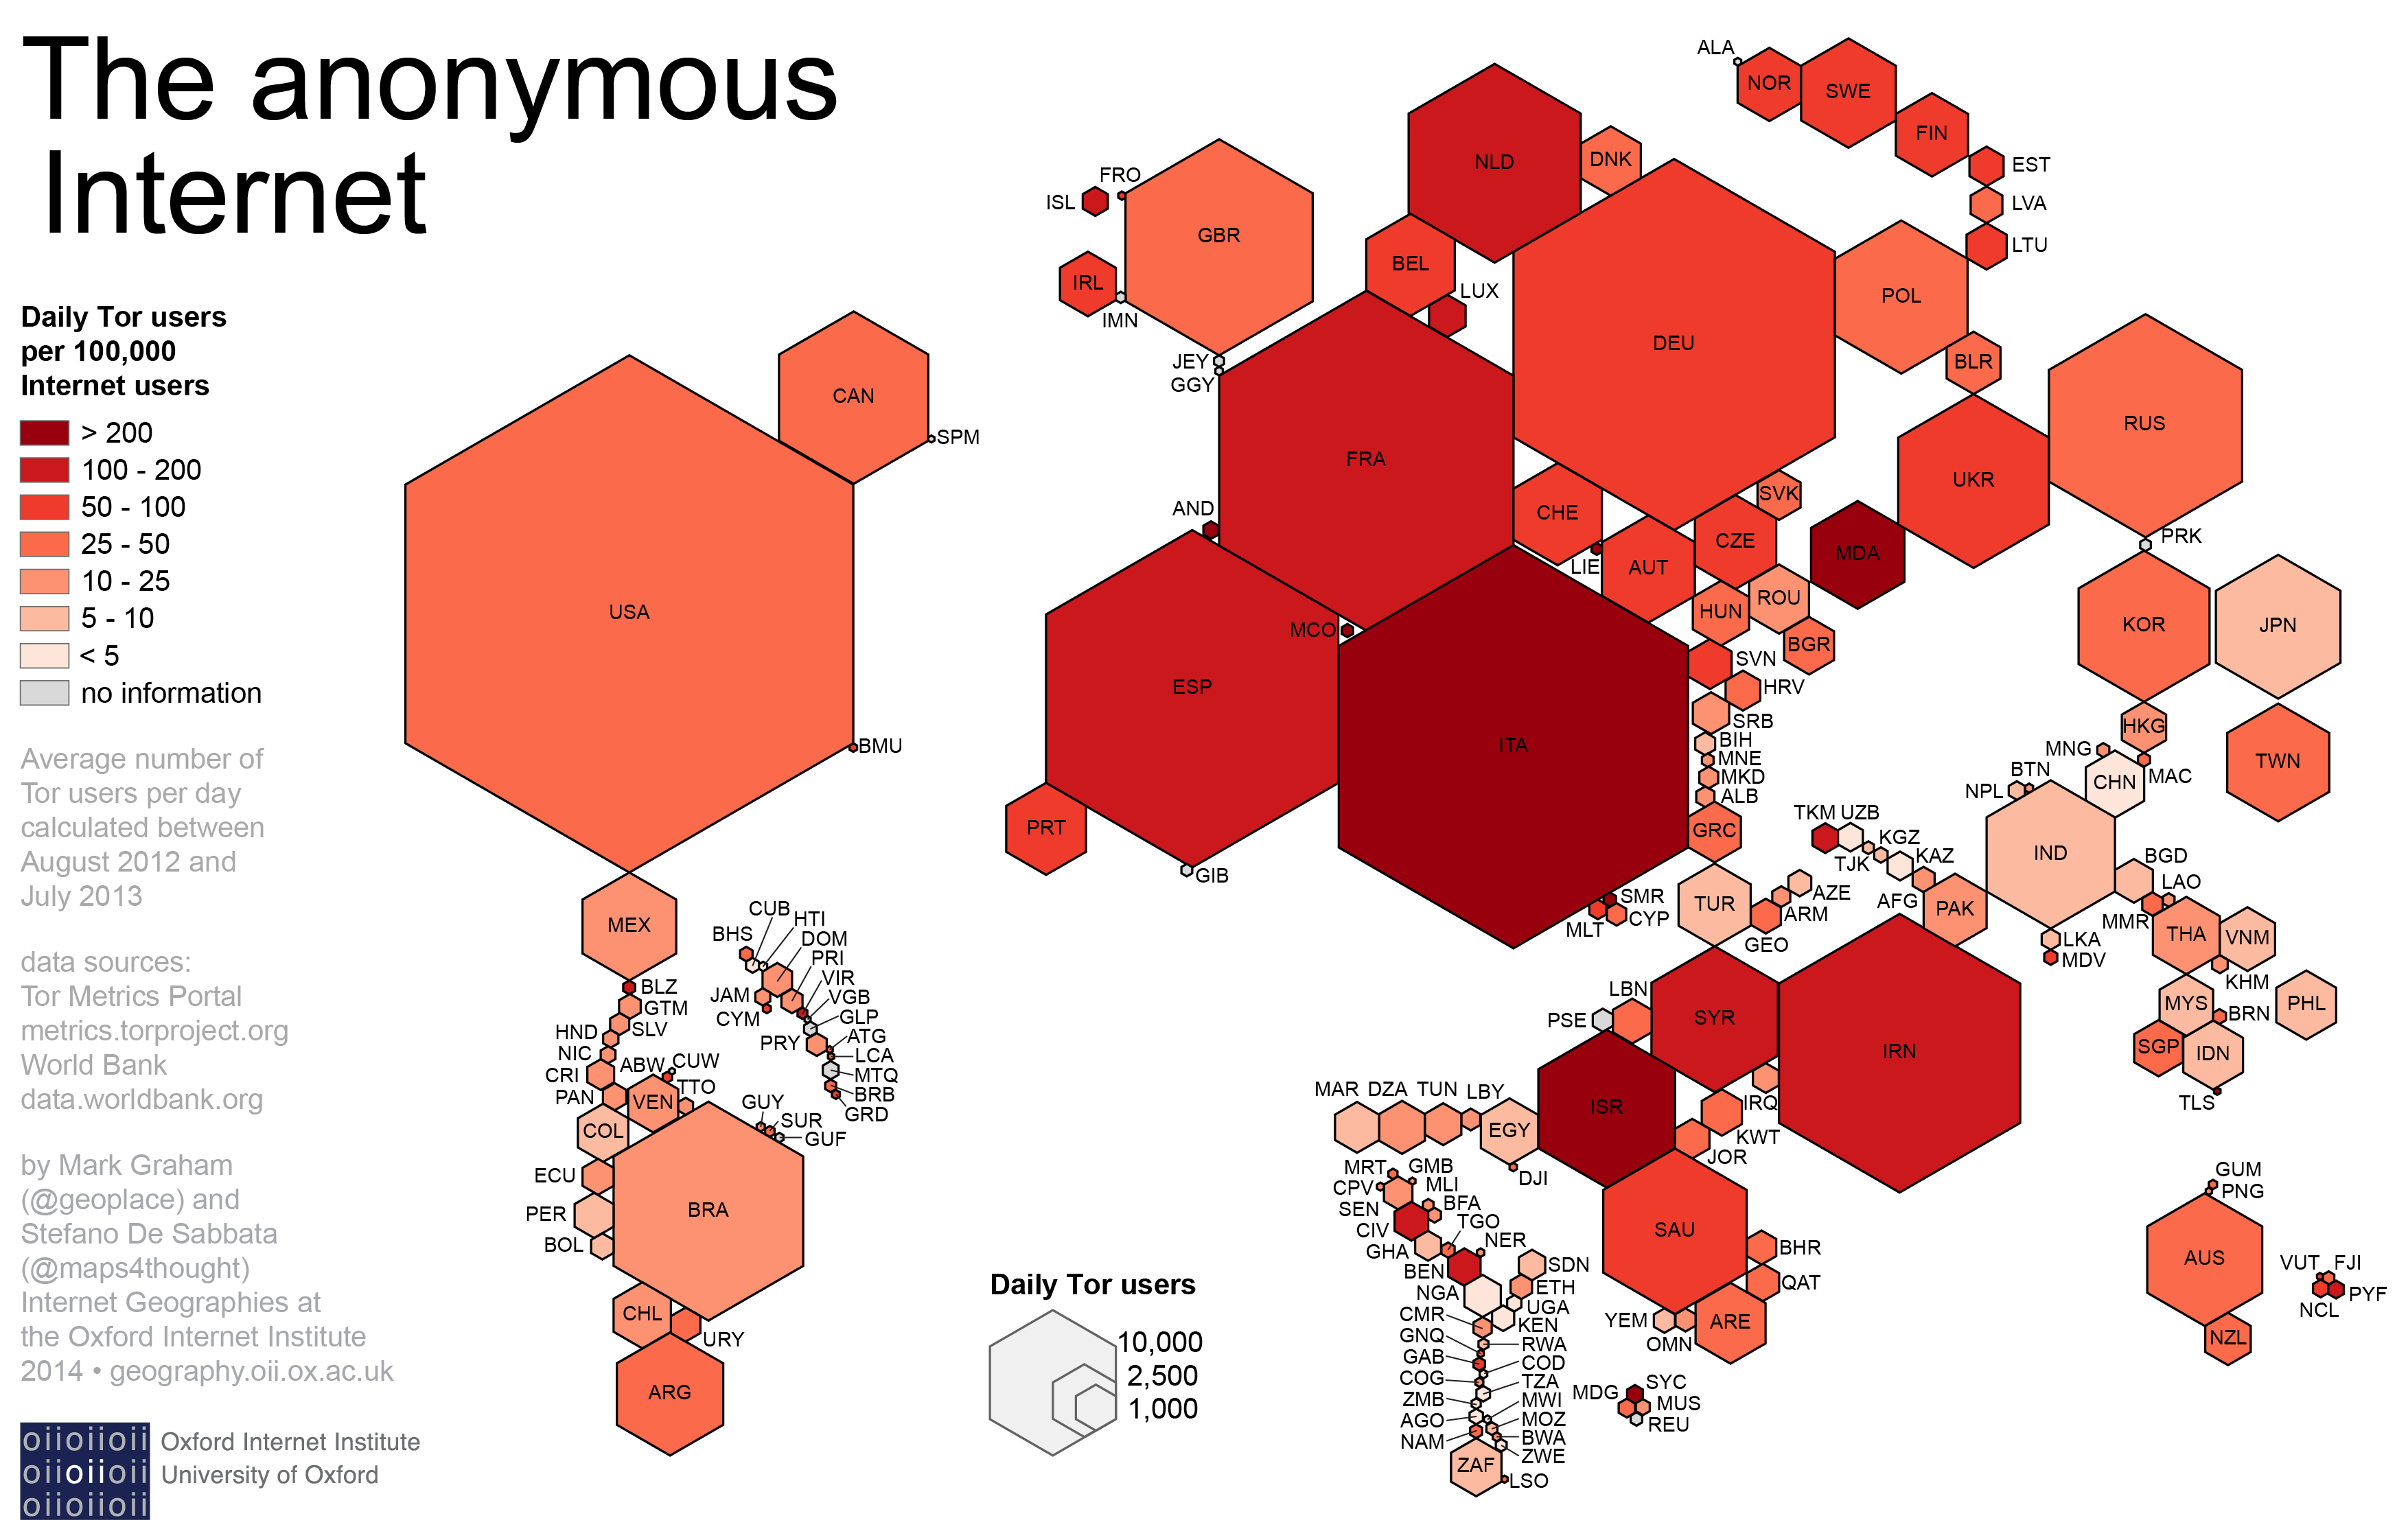 The anonymous
Internet
Daily Tor users
per 100,000
Internet users
> 200
100 - 200
50 - 100
25 - 50
10 - 25
5 - 10
< 5
no information
Average number of
Tor users per day
calculated between
August 2012 and
July 2013
data sources:
Tor Metrics Portal
metrics.torproject.org
World Bank
data.worldbank.org
by Mark Graham
(@geoplace) and
Stefano De Sabbata
(@maps4thought)
Internet Geographies at
the Oxford Internet Institute
2014 • geography.oii.ox.ac.uk
oiioiioii
oiioiioii
oiioiioii
Oxford Internet Institute
University of Oxford
CAN
SPM
USA
BMU
MEX
BLZ
GTM
SLV
HND
NIC
CRI
PAN
ABW
CUW
TTO
VEN
COL
ECU
PER
BOL
BRA
GUY
SUR
GUF
CHL
URY
ARG
CUB
HTI
BHS
DOM
PRI
VIR
JAM
VGB
CYM
GLP
PRY
ATG
LCA
MTQ
BRB
GRD
Daily Tor users
10,000
2,500
1,000
FRO
ISL
GBR
IRL
IMN
JEY
GGY
NLD
DNK
BEL
LUX
DEU
FRA
AND
CHE
LIE
AUT
CZE
SVK
MDA
HUN
ROU
BGR
SVN
HRV
SRB
BIH
MNE
MKD
ALB
GRC
MCO
ESP
ITA
PRT
GIB
SMR
MLT
CYP
ALA
NOR
SWE
FIN
EST
LVA
LTU
POL
BLR
UKR
RUS
PRK
KOR
JPN
HKG
MNG
MAC
CHN
TWN
BTN
NPL
IND
TKM
UZB
KGZ
TJK
KAZ
AFG
PAK
BGD
LAO
MMR
THA
VNM
KHM
LKA
MDV
MYS
BRN
PHL
SGP
IDN
TLS
TUR
AZE
ARM
GEO
LBN
PSE
SYR
IRN
IRQ
KWT
JOR
ISR
SAU
BHR
QAT
ARE
YEM
OMN
MAR
DZA
TUN
LBY
EGY
DJI
MRT
GMB
CPV
MLI
SEN
BFA
CIV
TGO
GHA
NER
BEN
SDN
NGA
ETH
UGA
CMR
KEN
GNQ
RWA
GAB
COD
COG
TZA
ZMB
MWI
AGO
MOZ
NAM
BWA
ZWE
ZAF
LSO
MDG
SYC
MUS
REU
GUM
PNG
AUS
NZL
VUT
FJI
PYF
NCL